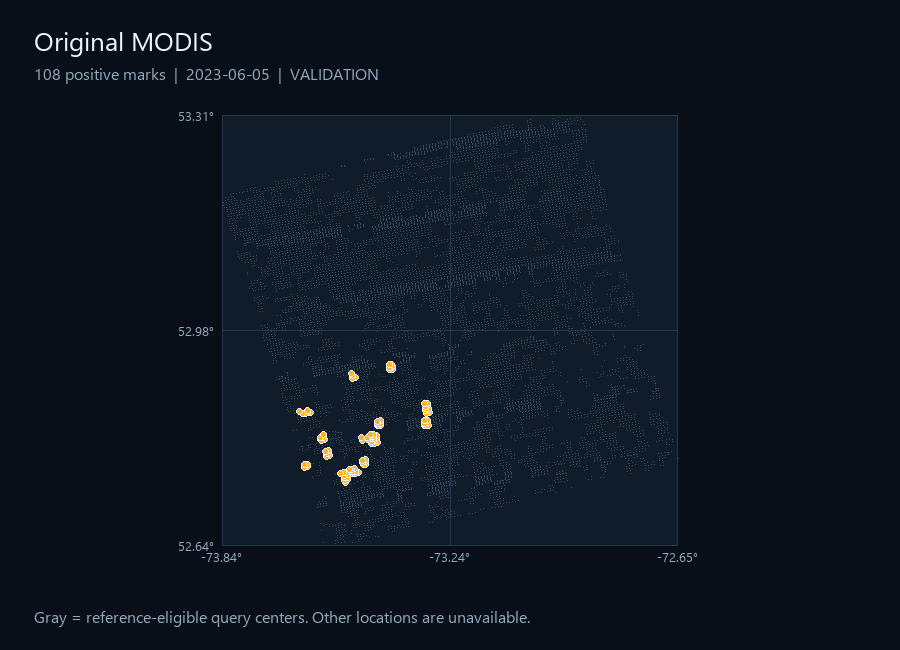 Original MODIS
108 positive marks | 2023-06-05 | VALIDATION
53.31°
52.98°
52.64°
-73.84°
-73.24°
-72.65°
Gray = reference-eligible query centers. Other locations are unavailable.